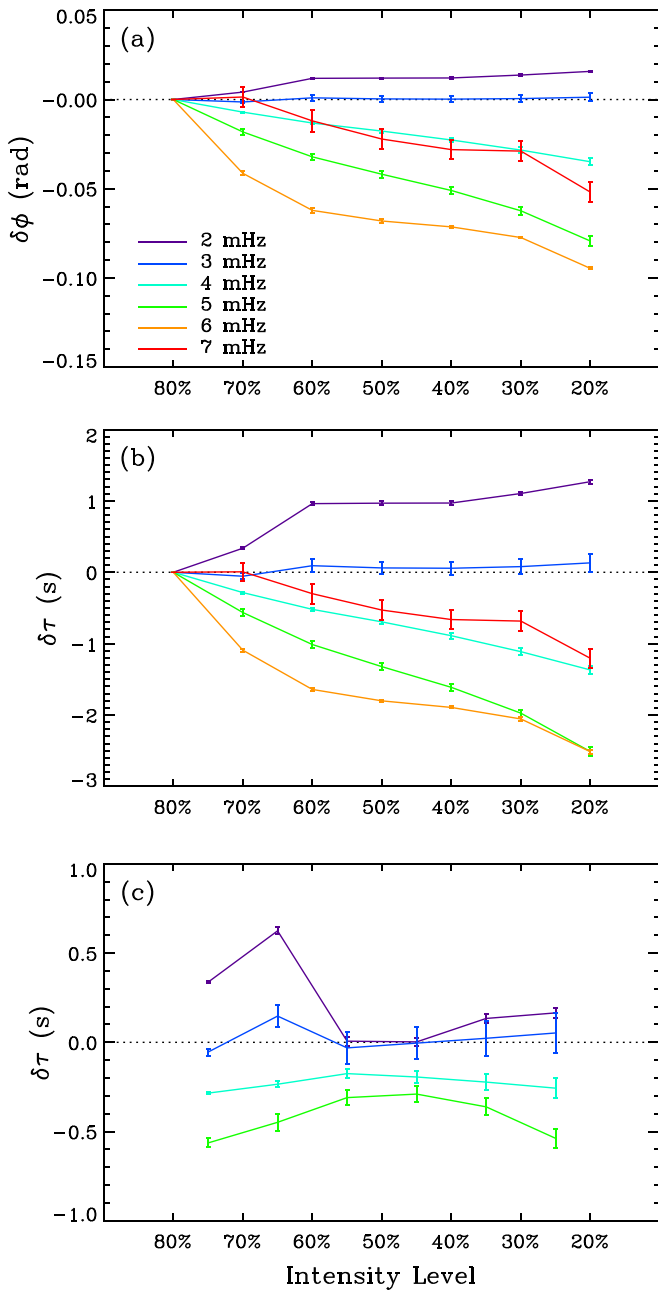 (a)
0.05
-0.00
-0.05
-0.10
-0.15
δϕ (rad)
2 mHz
3 mHz
4 mHz
5 mHz
6 mHz
7 mHz
80% 70% 60% 50% 40% 30% 20%
(b)
2
1
0
-1
-2
-3
δτ (s)
80% 70% 60% 50% 40% 30% 20%
(c)
1.0
0.5
0.0
-0.5
-1.0
δτ (s)
80% 70% 60% 50% 40% 30% 20%
Intensity Level